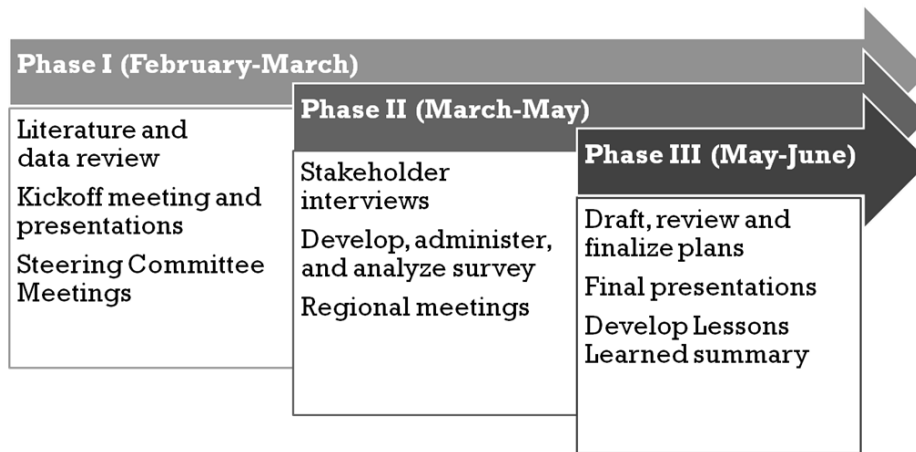 Phase I (February-March)
Literature and
data review
Kickoff meeting and
presentations
Steering Committee
Meetings
Phase II (March-May)
Stakeholder
interviews
Develop, administer,
and analyze survey
Regional meetings
Phase III (May-June)
Draft, review and
finalize plans
Final presentations
Develop Lessons
Learned summary